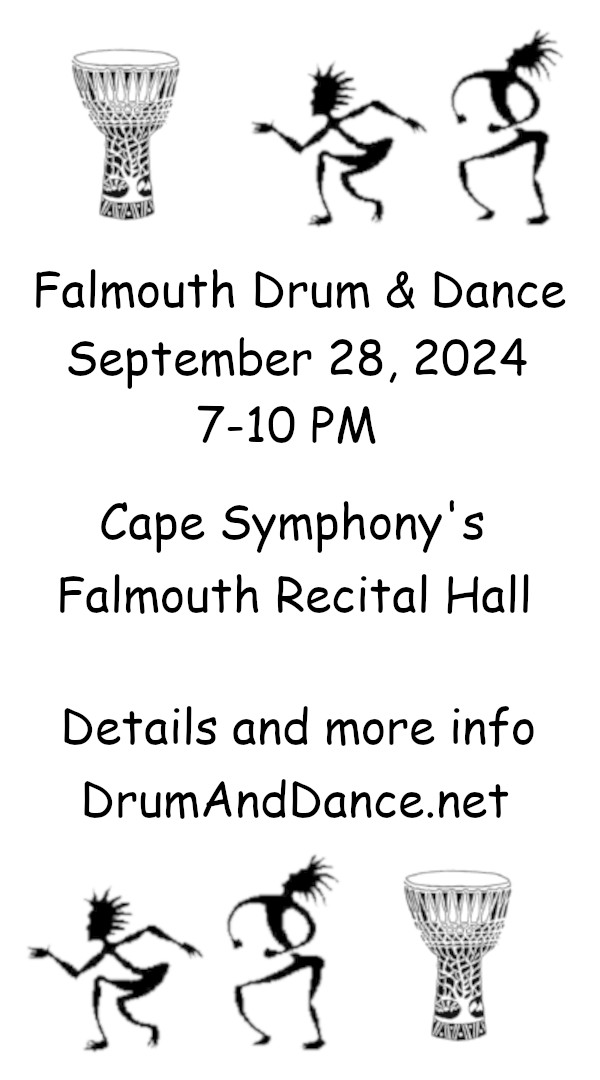 Falmouth Drum & Dance
September 28, 2024
7-10 PM
Cape Symphony's
Falmouth Recital Hall
Details and more info
DrumAndDance.net